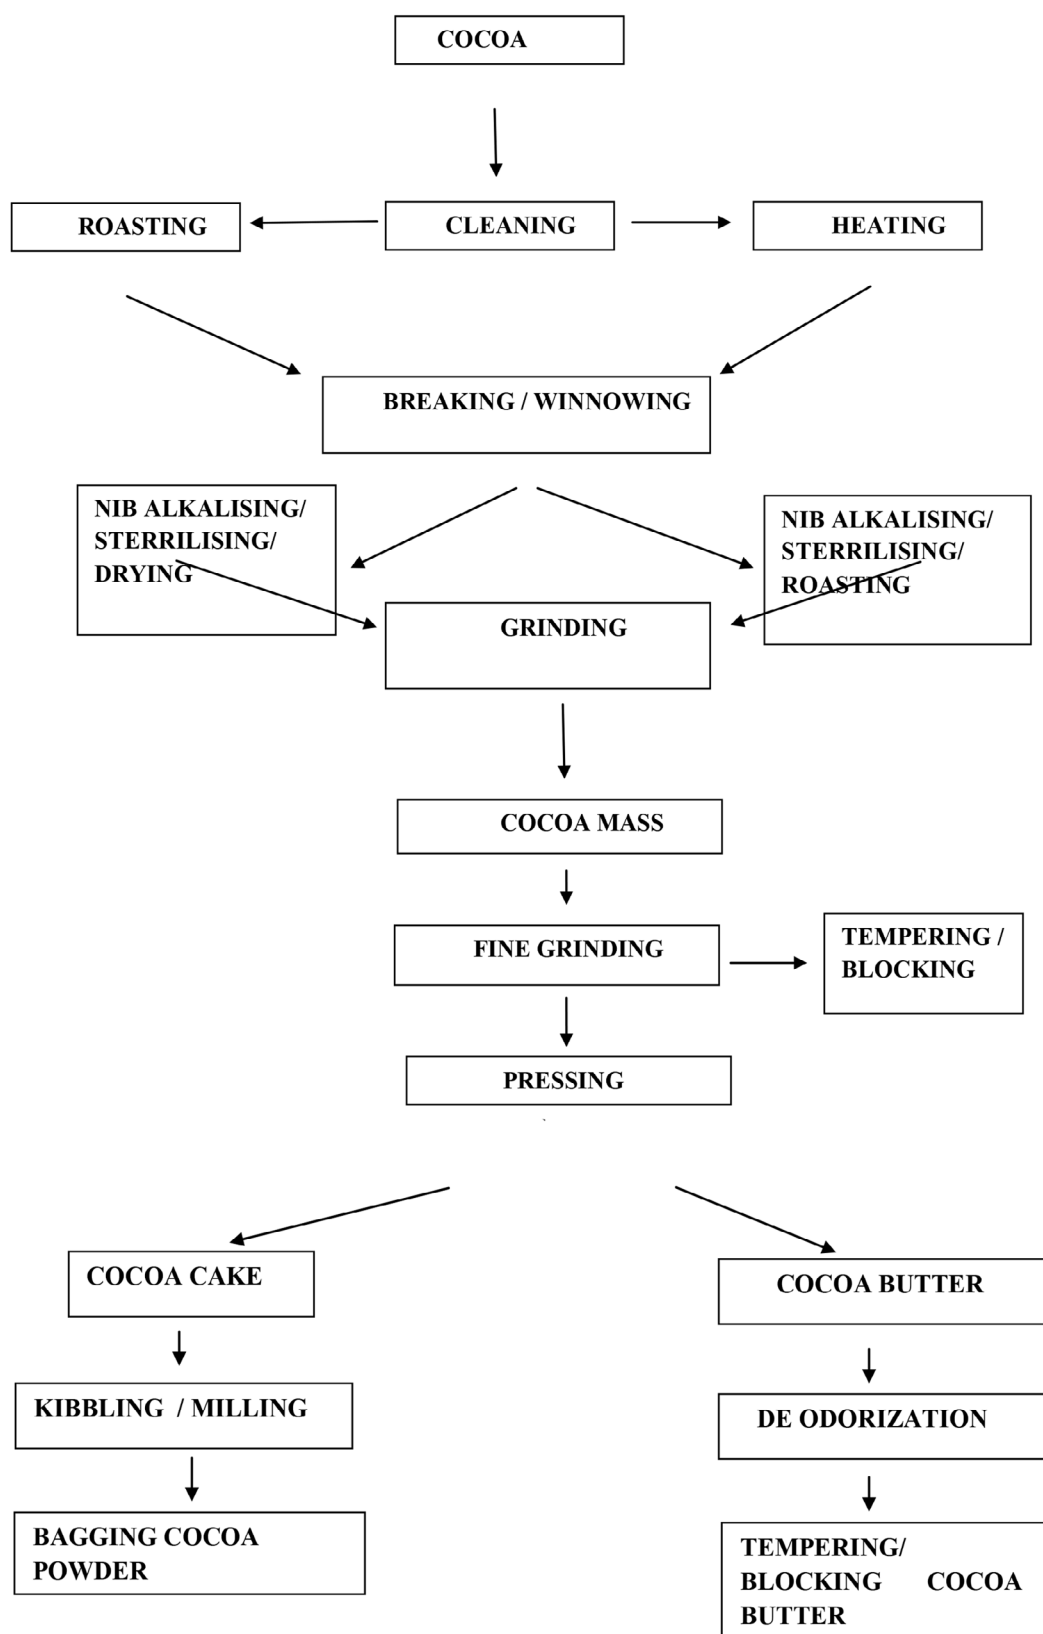 COCOA
ROASTING
CLEANING
HEATING
BREAKING / WINNOWING
NIB ALKALISING/
STERRILISING/
DRYING
NIB ALKALISING/
STERRILISING/
ROASTING
GRINDING
COCOA MASS
FINE GRINDING
TEMPERING /
BLOCKING
PRESSING
COCOA CAKE
COCOA BUTTER
KIBBLING / MILLING
DE ODORIZATION
BAGGING COCOA
POWDER
TEMPERING/
BLOCKING COCOA
BUTTER